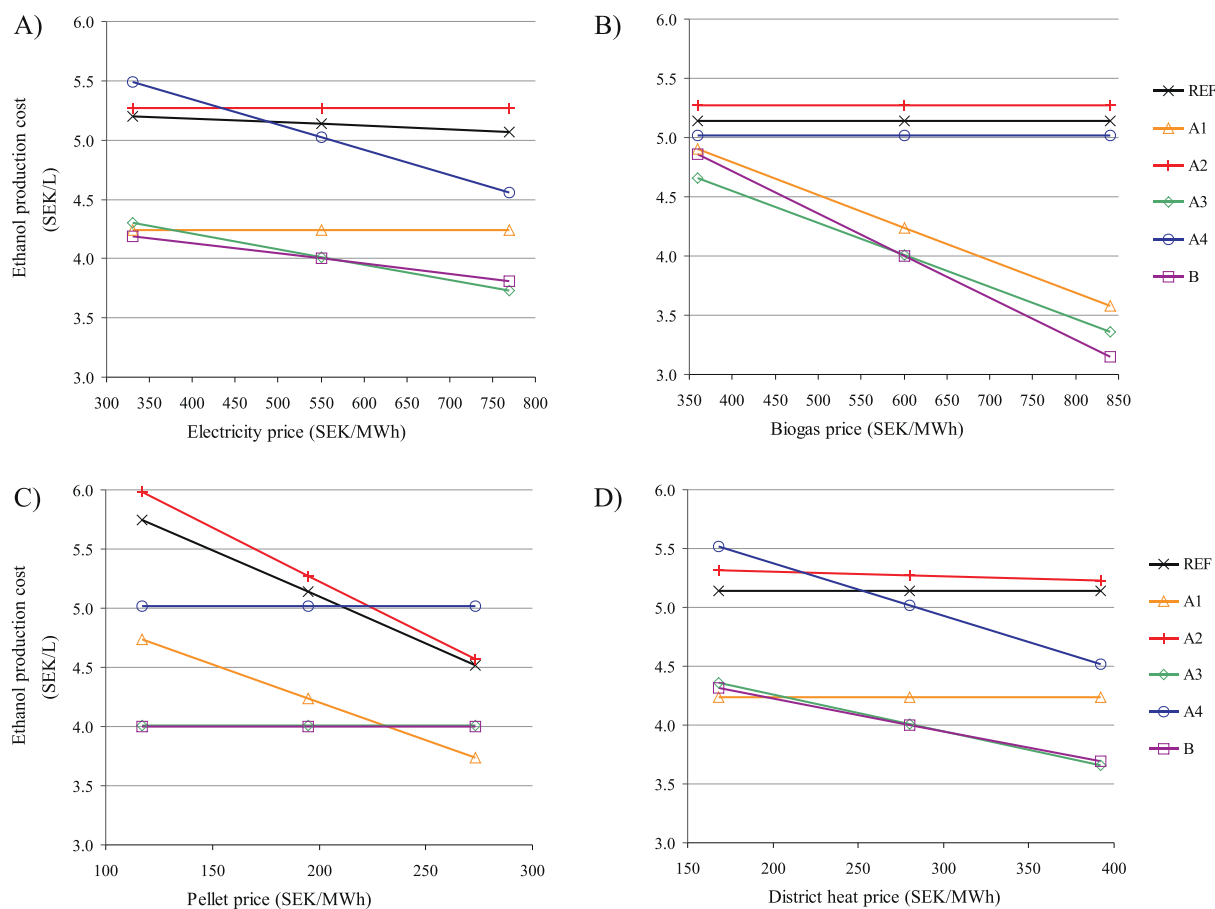 A)
6.0
5.5
5.0
4.5
4.0
3.5
3.0
Ethanol production cost
(SEK/L)
300 350 400 450 500 550 600 650 700 750 800
Electricity price (SEK/MWh)
B)
6.0
5.5
5.0
4.5
4.0
3.5
3.0
350 400 450 500 550 600 650 700 750 800 850
Biogas price (SEK/MWh)
REF
A1
A2
A3
A4
B
C)
6.0
5.5
5.0
4.5
4.0
3.5
3.0
Ethanol production cost
(SEK/L)
100 150 200 250 300
Pellet price (SEK/MWh)
D)
6.0
5.5
5.0
4.5
4.0
3.5
3.0
150 200 250 300 350 400
District heat price (SEK/MWh)
REF
A1
A2
A3
A4
B